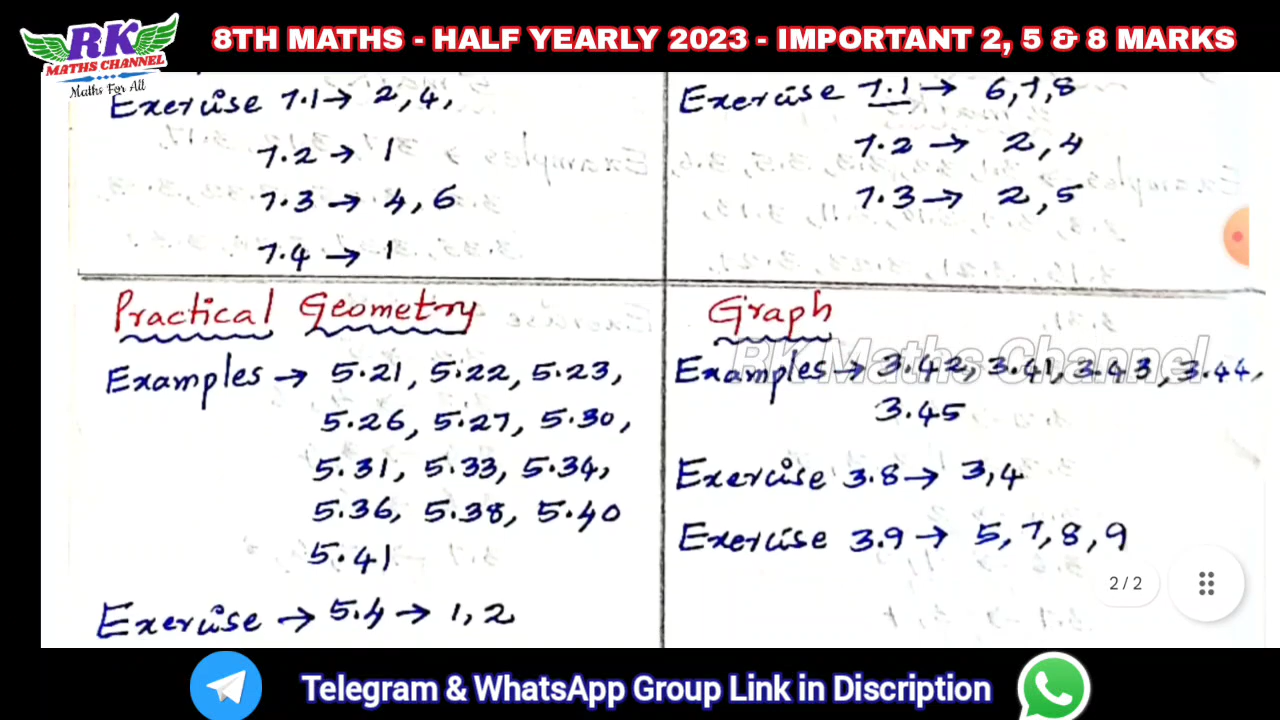 RK
MATHS CHANNEL
Maths For All
8TH MATHS - HALF YEARLY 2023 - IMPORTANT 2, 5 & 8 MARKS
Exercise 7.1 → 2, 4,
7.2 → 1
7.3 → 4, 6
7.4 → 1
Exercise 7.1 → 6, 7, 8
7.2 → 2, 4
7.3 → 2, 5
Practical Geometry
Examples → 5.21, 5.22, 5.23,
5.26, 5.27, 5.30,
5.31, 5.33, 5.34,
5.36, 5.38, 5.40
5.41
Exercise → 5.4 → 1, 2
Graph
RK Maths Channel
Examples → 3.42, 3.41, 3.43, 3.44,
3.45
Exercise 3.8 → 3, 4
Exercise 3.9 → 5, 7, 8, 9
2 / 2
Telegram & WhatsApp Group Link in Discription